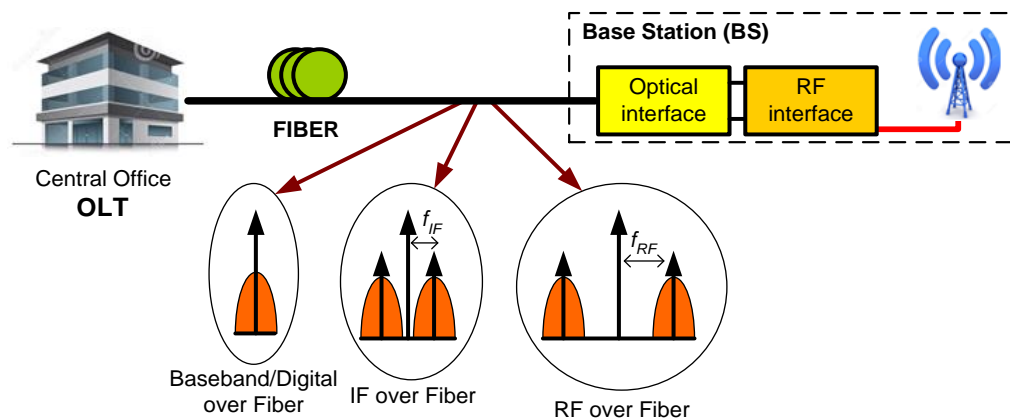 Base Station (BS)
Optical
interface
RF
interface
FIBER
Central Office
OLT
f_IF
f_RF
Baseband/Digital
over Fiber
IF over Fiber
RF over Fiber